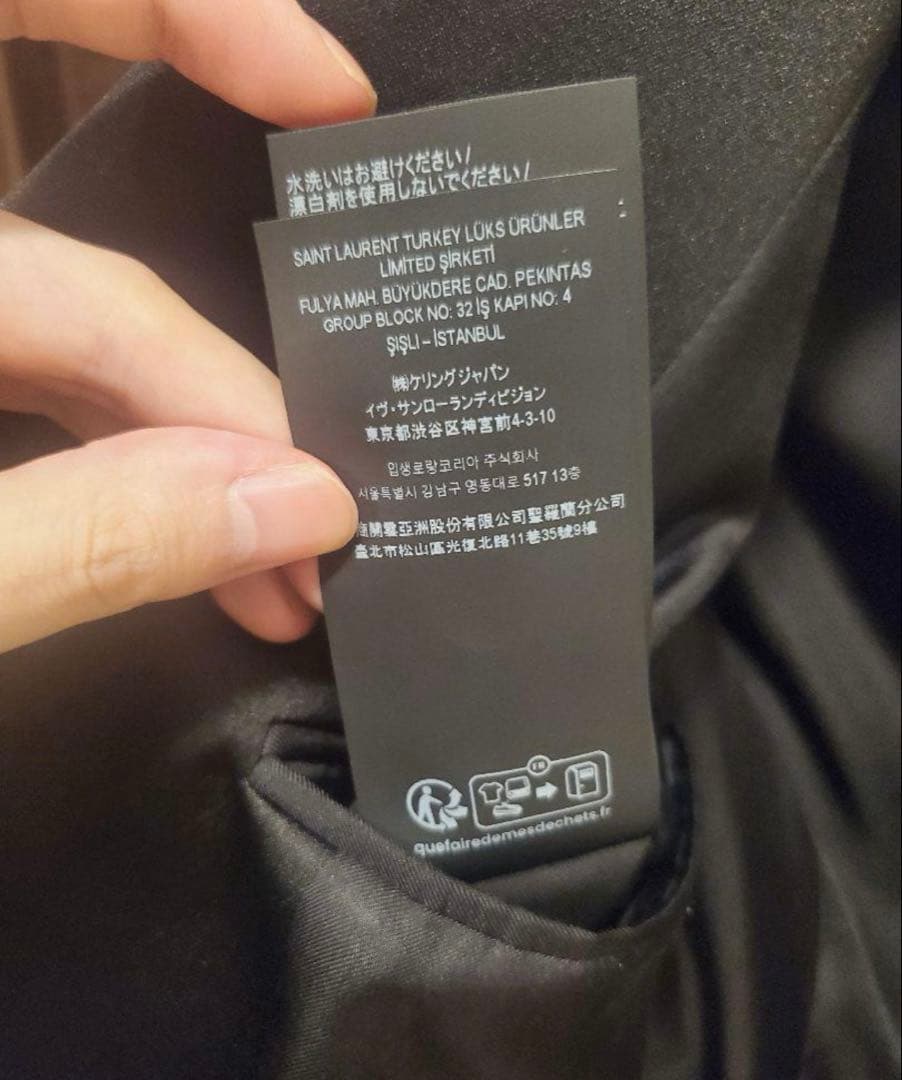 水洗いはお避けください/
漂白剤を使用しないでください/
SAINT LAURENT TURKEY LÜKS ÜRÜNLER
LIMITED ŞİRKETİ
FULYA MAH. BÜYÜKDERE CAD. PEKINTAS
GROUP BLOCK NO: 32 İŞ KAPI NO: 4
ŞIŞLI – İSTANBUL
㈱ケリングジャパン
イヴ・サンローランディビジョン
東京都渋谷区神宮前4-3-10
입생로랑코리아 주식회사
서울특별시 강남구 영동대로 517 13층
蘭雲亞洲股份有限公司聖羅蘭分公司
臺北市松山區光復北路11巷35號9樓
FR
quefairedemesdechets.fr